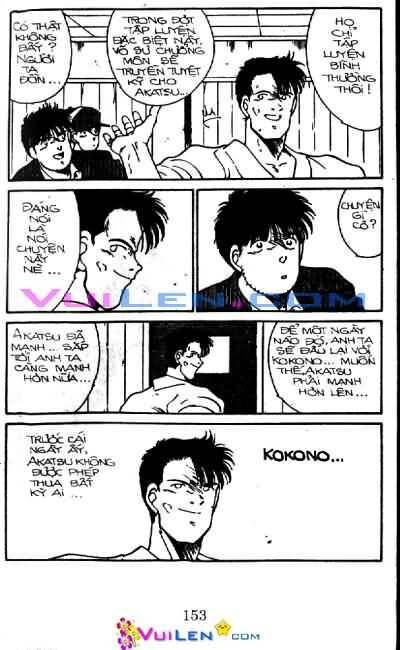 CÓ THẬT
KHÔNG
ĐẤY?
NGƯỜI
TA
ĐỒN...
TRONG ĐỢT
TẬP LUYỆN
ĐẶC BIỆT NÀY,
VÕ SƯ CHƯỞNG
MÔN SẼ
TRUYỀN TUYỆT
KỸ CHO
AKATSU...
HỌ
CHỈ
TẬP
LUYỆN
BÌNH
THƯỜNG
THÔI!
ĐÁNG
NÓI
LÀ
NÓI
CHUYỆN
NÀY
NÈ...
CHUYỆN
GÌ
CƠ?
VUILEN.COM
AKATSU ĐÃ
MẠNH... SẮP
TỚI, ANH TA
CÀNG MẠNH
HƠN NỮA...
ĐỂ MỘT NGÀY
NÀO ĐÓ, ANH TA
SẼ ĐẤU LẠI VỚI
KOKONO... MUỐN
THẾ, AKATSU
PHẢI MẠNH
HƠN LÊN...
TRƯỚC CÁI
NGÀY ẤY,
AKATSU KHÔNG
ĐƯỢC PHÉP
THUA BẤT
KỲ AI...
KOKONO...
153
VUILEN.COM